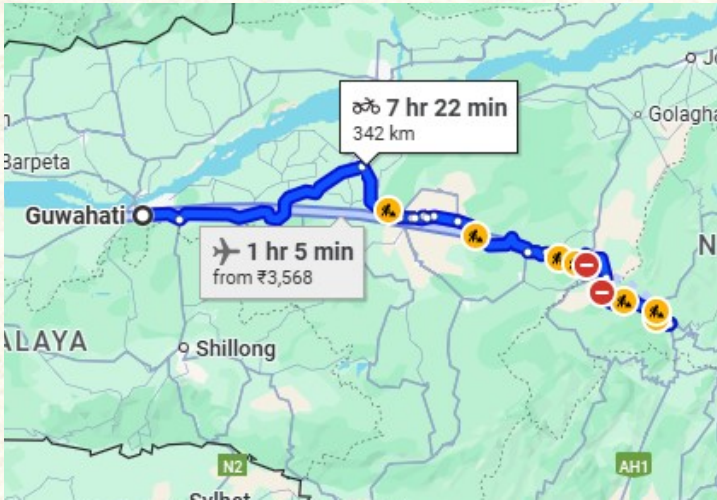 7 hr 22 min
342 km
Golagha
Barpeta
Guwahati
1 hr 5 min
from ₹3,568
N
ALAYA
Shillong
N2
AH1